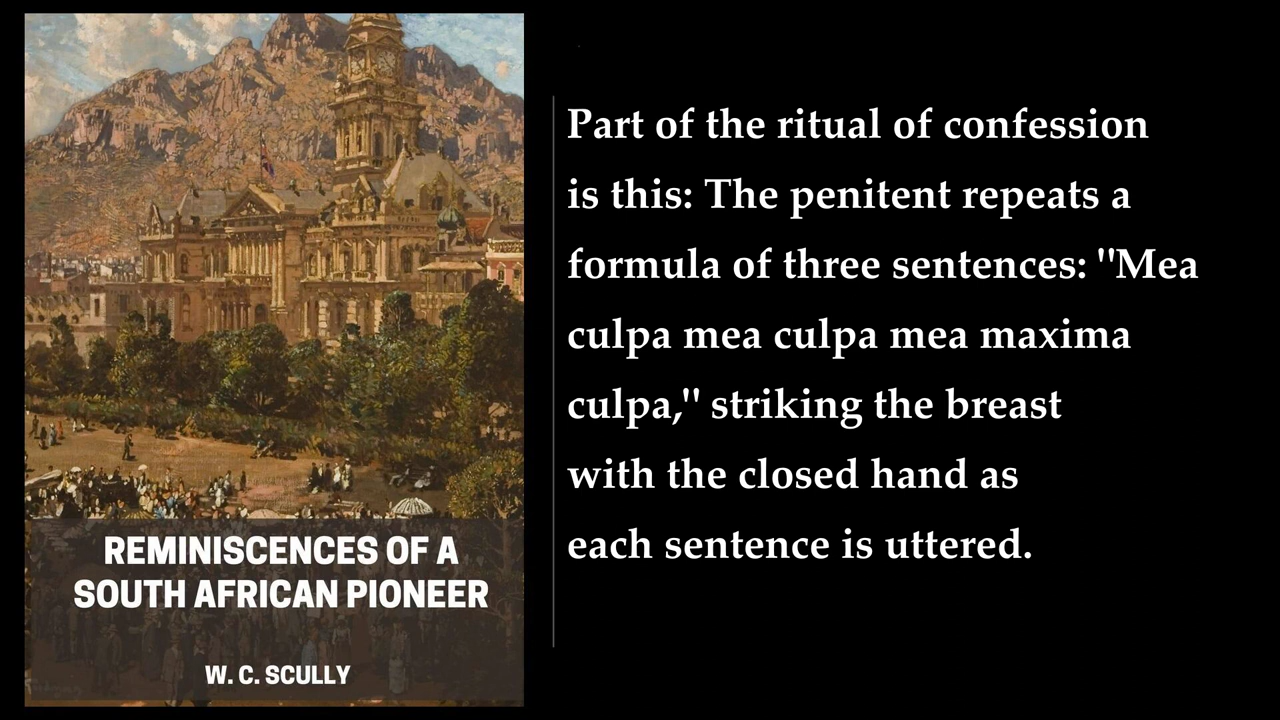 REMINISCENCES OF A
SOUTH AFRICAN PIONEER
W. C. SCULLY
Part of the ritual of confession
is this: The penitent repeats a
formula of three sentences: "Mea
culpa mea culpa mea maxima
culpa," striking the breast
with the closed hand as
each sentence is uttered.